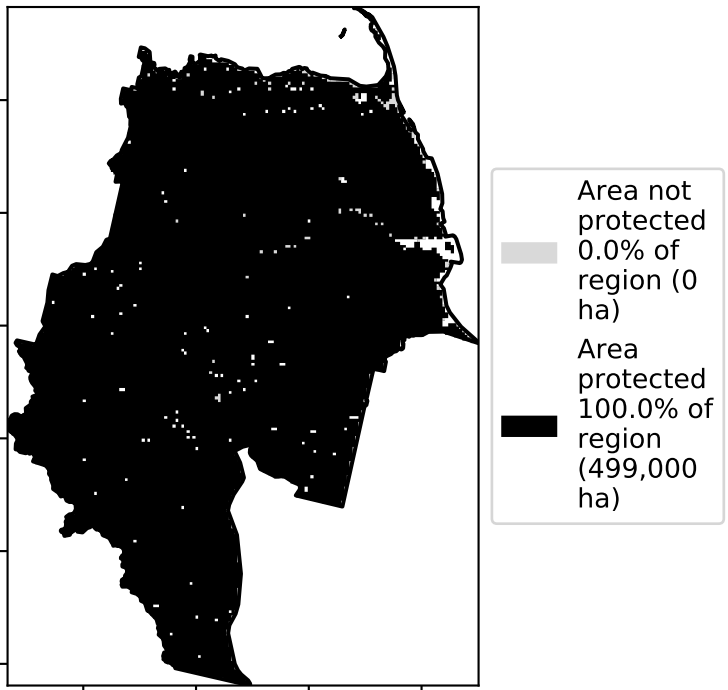 Area not
protected
0.0% of
region (0
ha)
Area
protected
100.0% of
region
(499,000
ha)